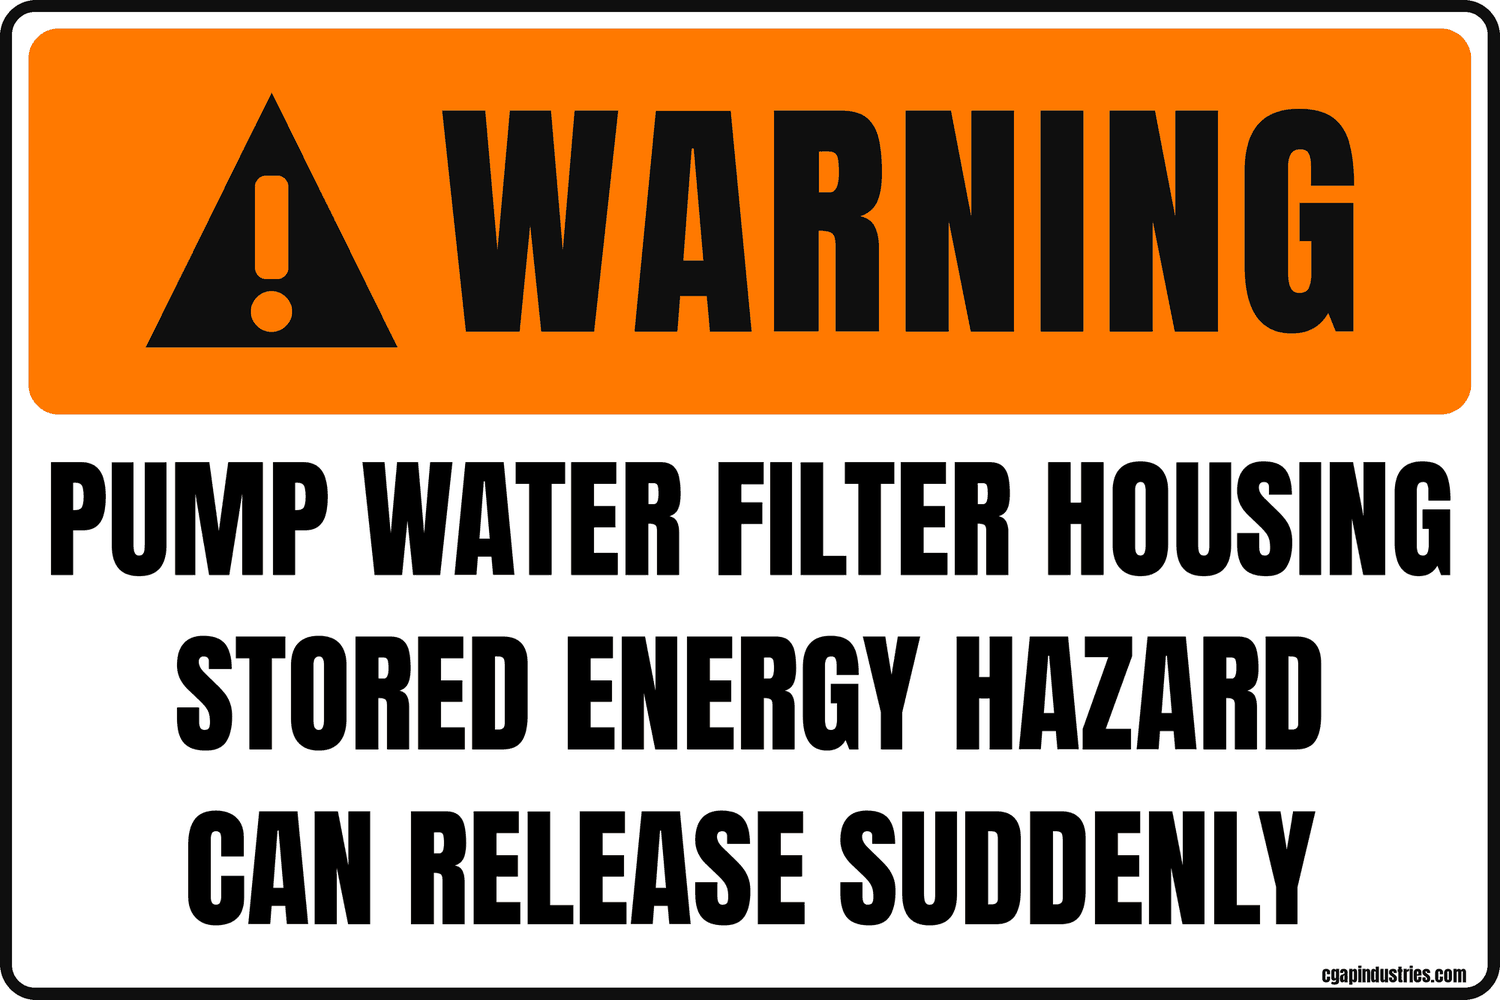 WARNING
PUMP WATER FILTER HOUSING
STORED ENERGY HAZARD
CAN RELEASE SUDDENLY
cgapindustries.com